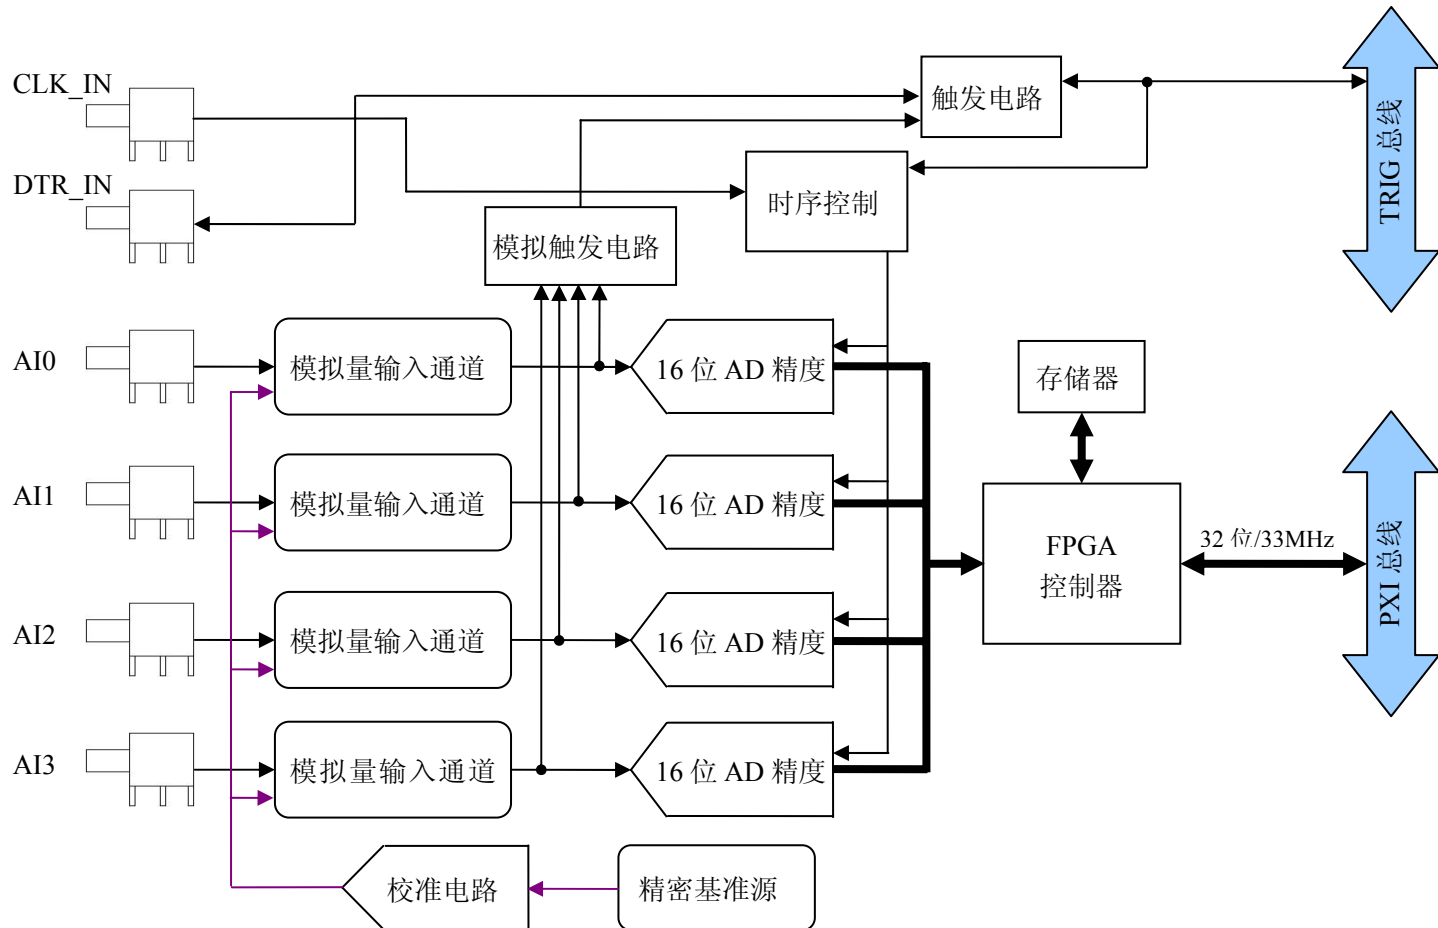 CLK_IN
触发电路
TRIG 总线
DTR_IN
时序控制
模拟触发电路
AI0
模拟量输入通道
16 位 AD 精度
存储器
AI1
模拟量输入通道
16 位 AD 精度
FPGA
控制器
32 位/33MHz
PXI 总线
AI2
模拟量输入通道
16 位 AD 精度
AI3
模拟量输入通道
16 位 AD 精度
校准电路
精密基准源